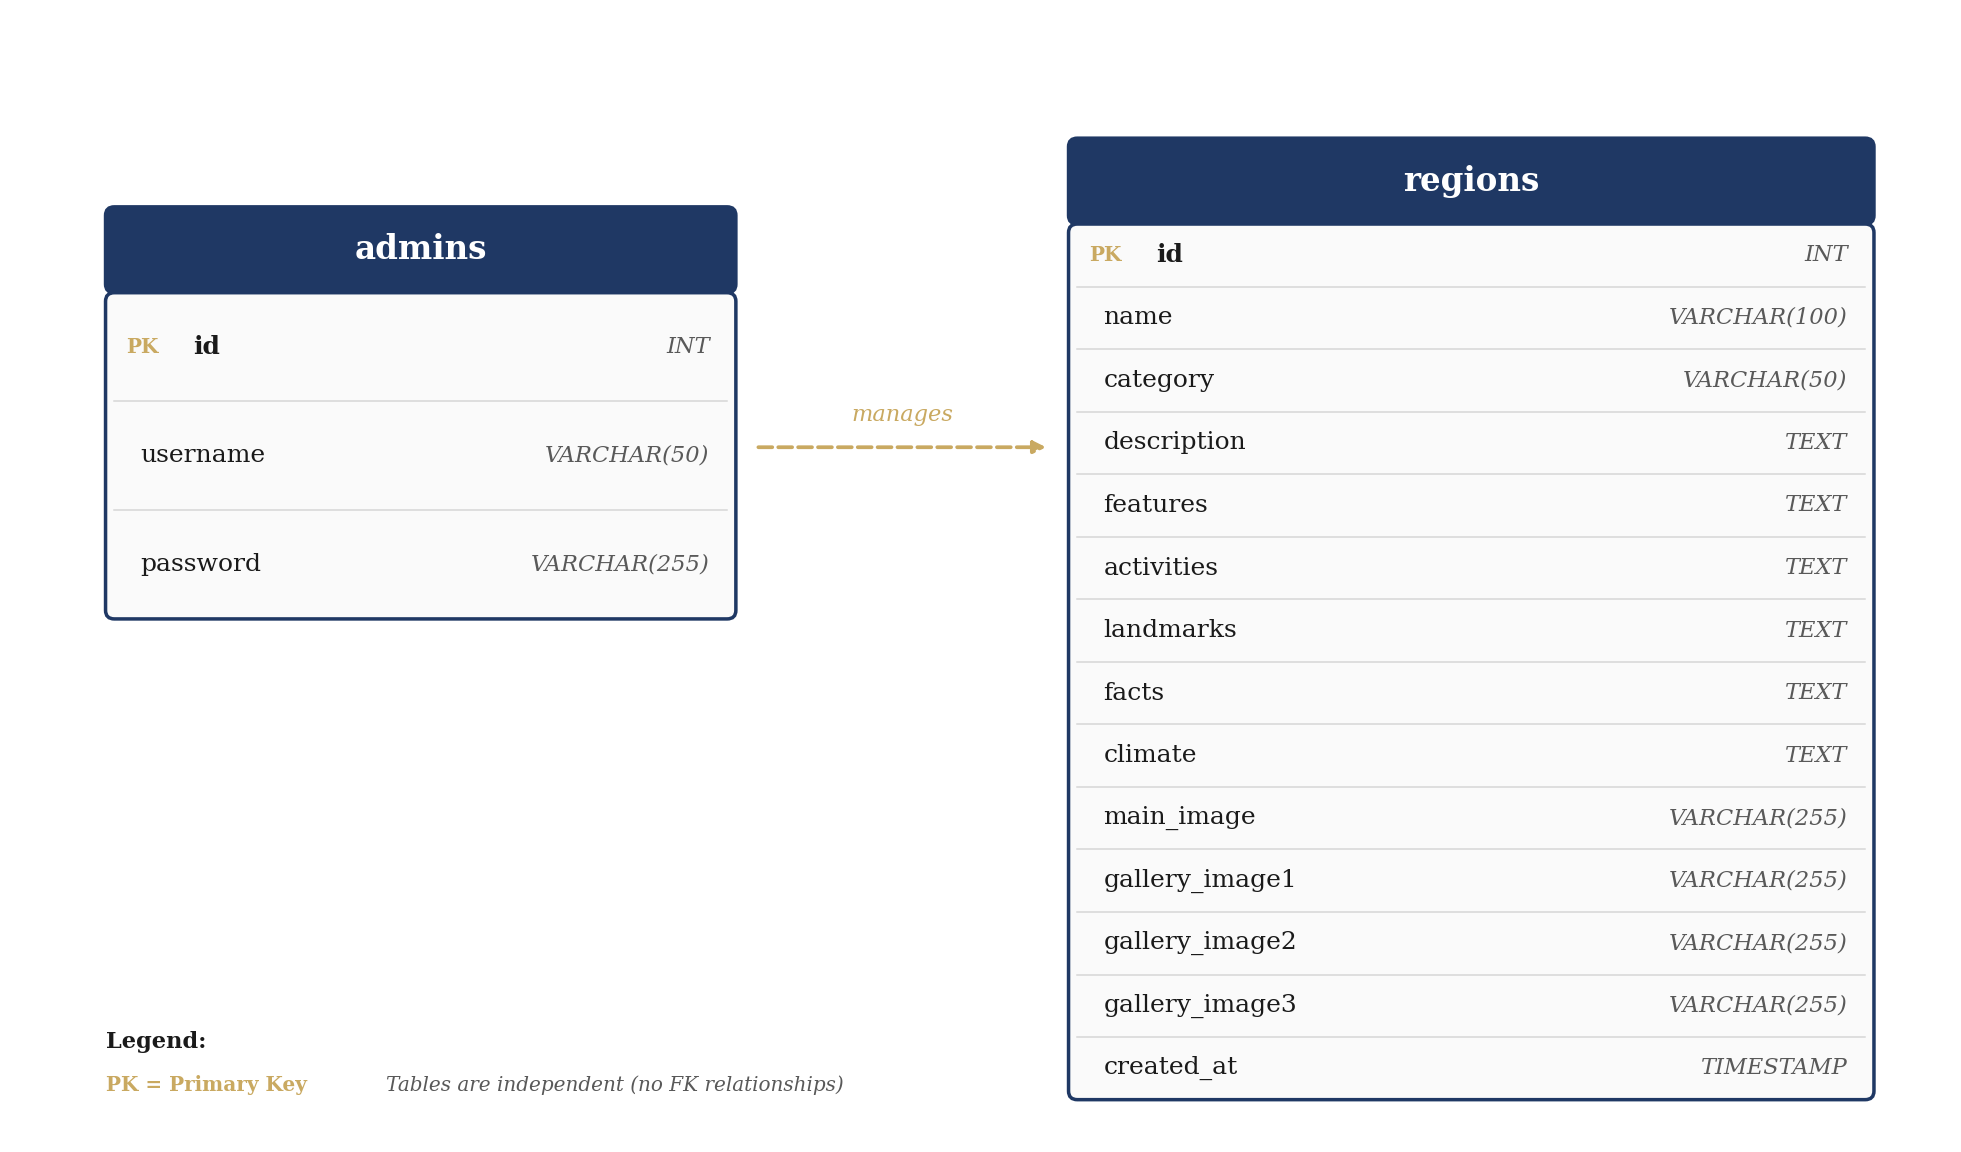 admins
PK id INT
username VARCHAR(50)
password VARCHAR(255)
manages
regions
PK id INT
name VARCHAR(100)
category VARCHAR(50)
description TEXT
features TEXT
activities TEXT
landmarks TEXT
facts TEXT
climate TEXT
main_image VARCHAR(255)
gallery_image1 VARCHAR(255)
gallery_image2 VARCHAR(255)
gallery_image3 VARCHAR(255)
created_at TIMESTAMP
Legend:
PK = Primary Key Tables are independent (no FK relationships)